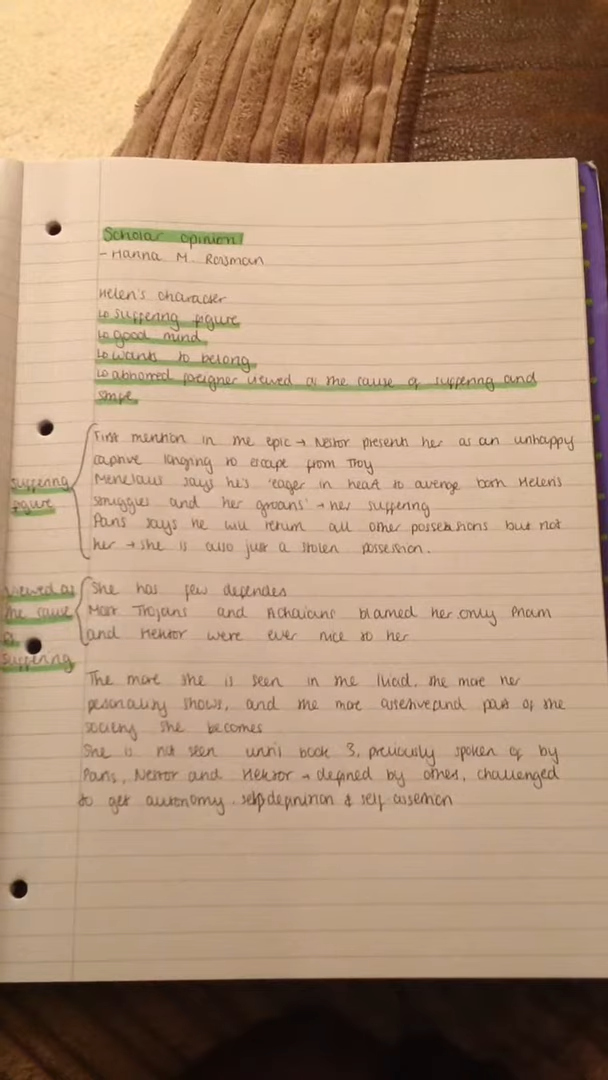 Scholar opinion
- Hanna M. Rosman
Helen's character
↳ suffering figure
↳ good mind
↳ wants to belong
↳ abhorred foreigner viewed as the cause of suffering and
strife
First mention in the epic → Nestor presents her as an unhappy
captive longing to escape from Troy
suffering Menelaus says he's 'eager in heart to avenge both Helen's
figure struggles and her groans' → her suffering
Paris says he will return all other possessions but not
her → she is also just a stolen possession.
viewed as She has few defendes
the cause Most Trojans and Achaians blamed her, only Priam
and Hektor were ever nice to her
suffering
The more she is seen in the Iliad, the more her
personality shows, and the more assertive and part of the
society she becomes
She is not seen until book 3, previously spoken of by
Paris, Nestor and Hektor → defined by others, challenged
to get autonomy, self definition & self assertion